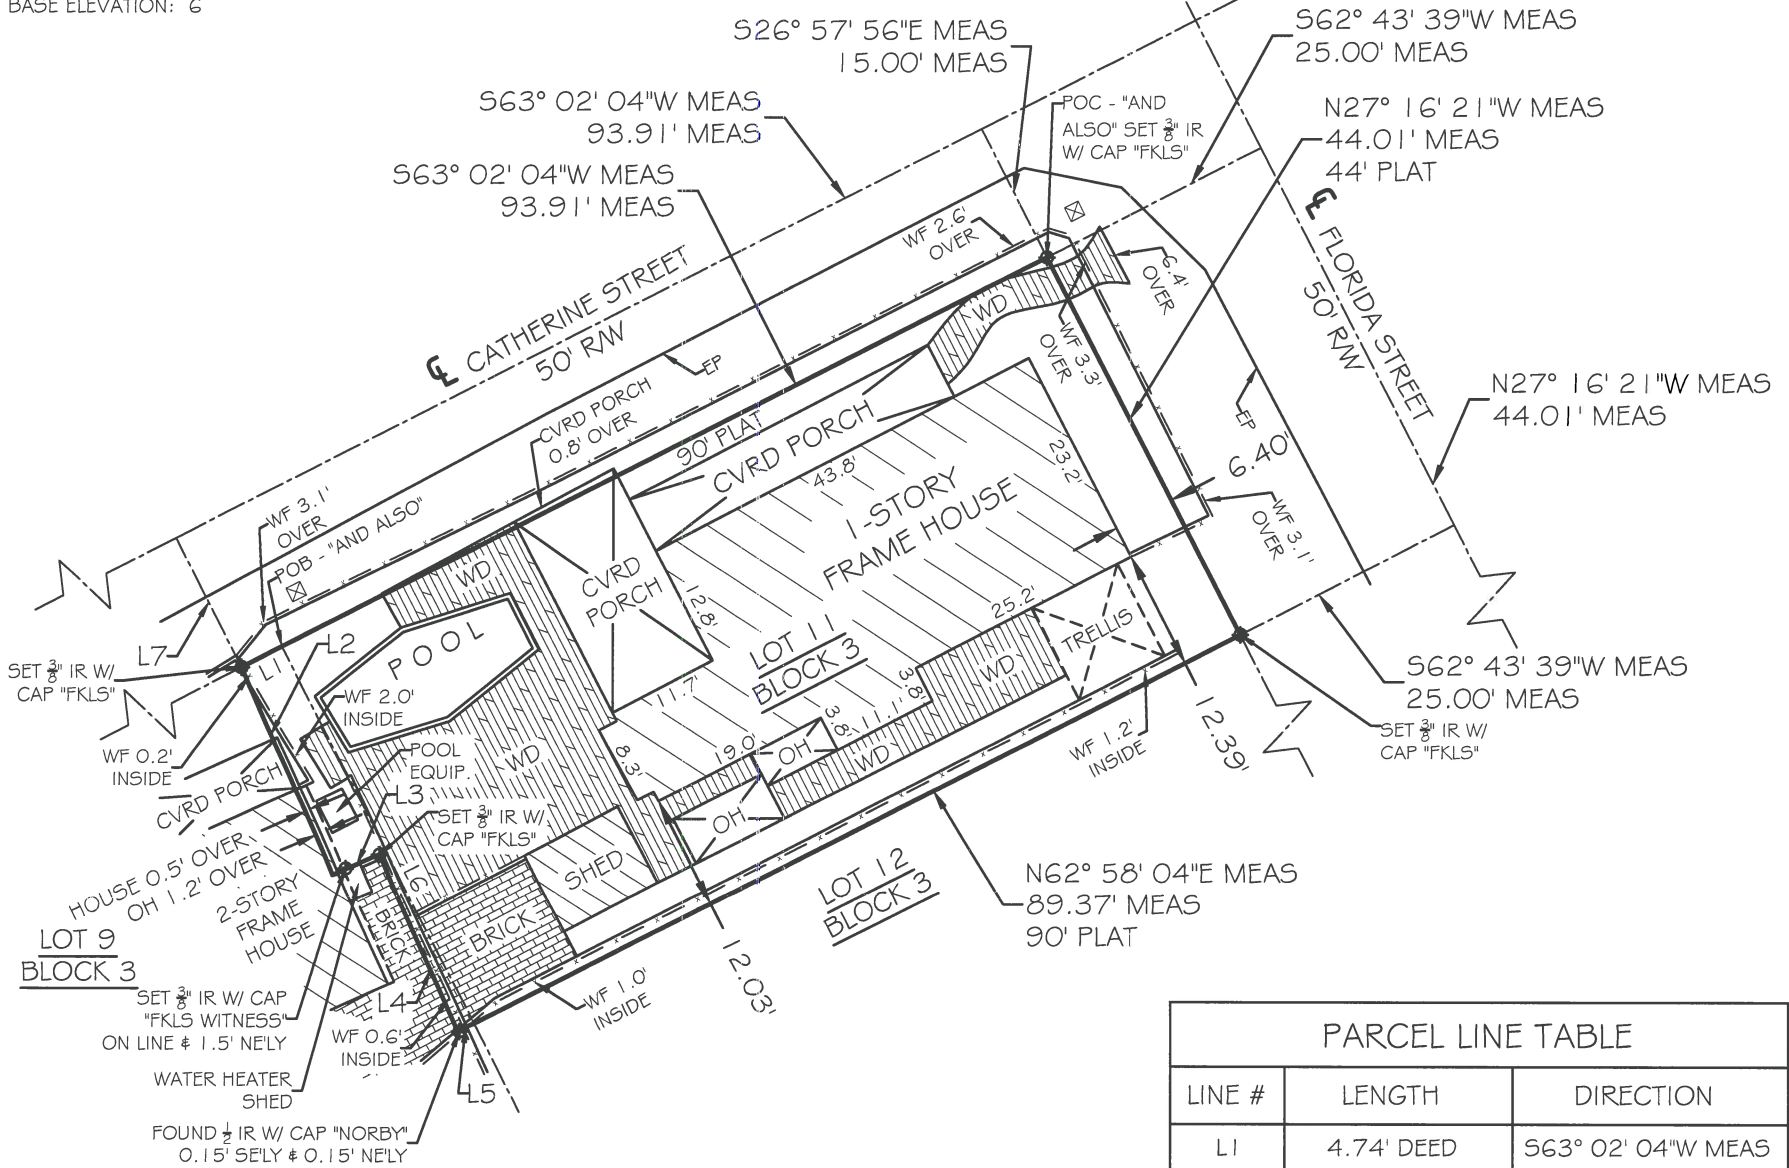 BASE ELEVATION: 6
S26° 57' 56"E MEAS
15.00' MEAS
S62° 43' 39"W MEAS
25.00' MEAS
S63° 02' 04"W MEAS
93.91' MEAS
POC - "AND
ALSO" SET 3/8" IR
W/ CAP "FKLS"
N27° 16' 21"W MEAS
44.01' MEAS
44' PLAT
S63° 02' 04"W MEAS
93.91' MEAS
WF 2.6'
OVER
6.4'
OVER
℄ FLORIDA STREET
50' R/W
℄ CATHERINE STREET
50' R/W
EP
WD
WF 3.3'
OVER
N27° 16' 21"W MEAS
44.01' MEAS
CVRD PORCH
0.8' OVER
90' PLAT
CVRD PORCH
43.8'
23.2'
EP
6.40'
1-STORY
FRAME HOUSE
WF 3.1'
OVER
WF 3.1'
OVER
POB - "AND ALSO"
WD
CVRD
PORCH
12.8'
25.2'
TRELLIS
POOL
LOT 11
BLOCK 3
WD
L7
L1
L2
SET 3/8" IR W/
CAP "FKLS"
WF 2.0'
INSIDE
11.7'
3.8'
S62° 43' 39"W MEAS
25.00' MEAS
SET 3/8" IR W/
CAP "FKLS"
12.39'
WF 0.2'
INSIDE
POOL
EQUIP.
WD
8.3'
19.0'
OH
3.8'
11.1'
WD
WF 1.2'
INSIDE
CVRD PORCH
L3
SET 3/8" IR W/
CAP "FKLS"
OH
HOUSE 0.5' OVER
OH 1.2' OVER
2-STORY
FRAME
HOUSE
L6
SHED
LOT 12
BLOCK 3
N62° 58' 04"E MEAS
89.37' MEAS
90' PLAT
LOT 9
BLOCK 3
BRICK
BRICK
12.03'
SET 3/8" IR W/ CAP
"FKLS WITNESS"
ON LINE & 1.5' NE'LY
L4
WF 0.6'
INSIDE
WF 1.0'
INSIDE
WATER HEATER
SHED
L5
FOUND 1/2 IR W/ CAP "NORBY"
0.15' SE'LY & 0.15' NE'LY
PARCEL LINE TABLE
LINE # LENGTH DIRECTION
L1 4.74' DEED S63° 02' 04"W MEAS